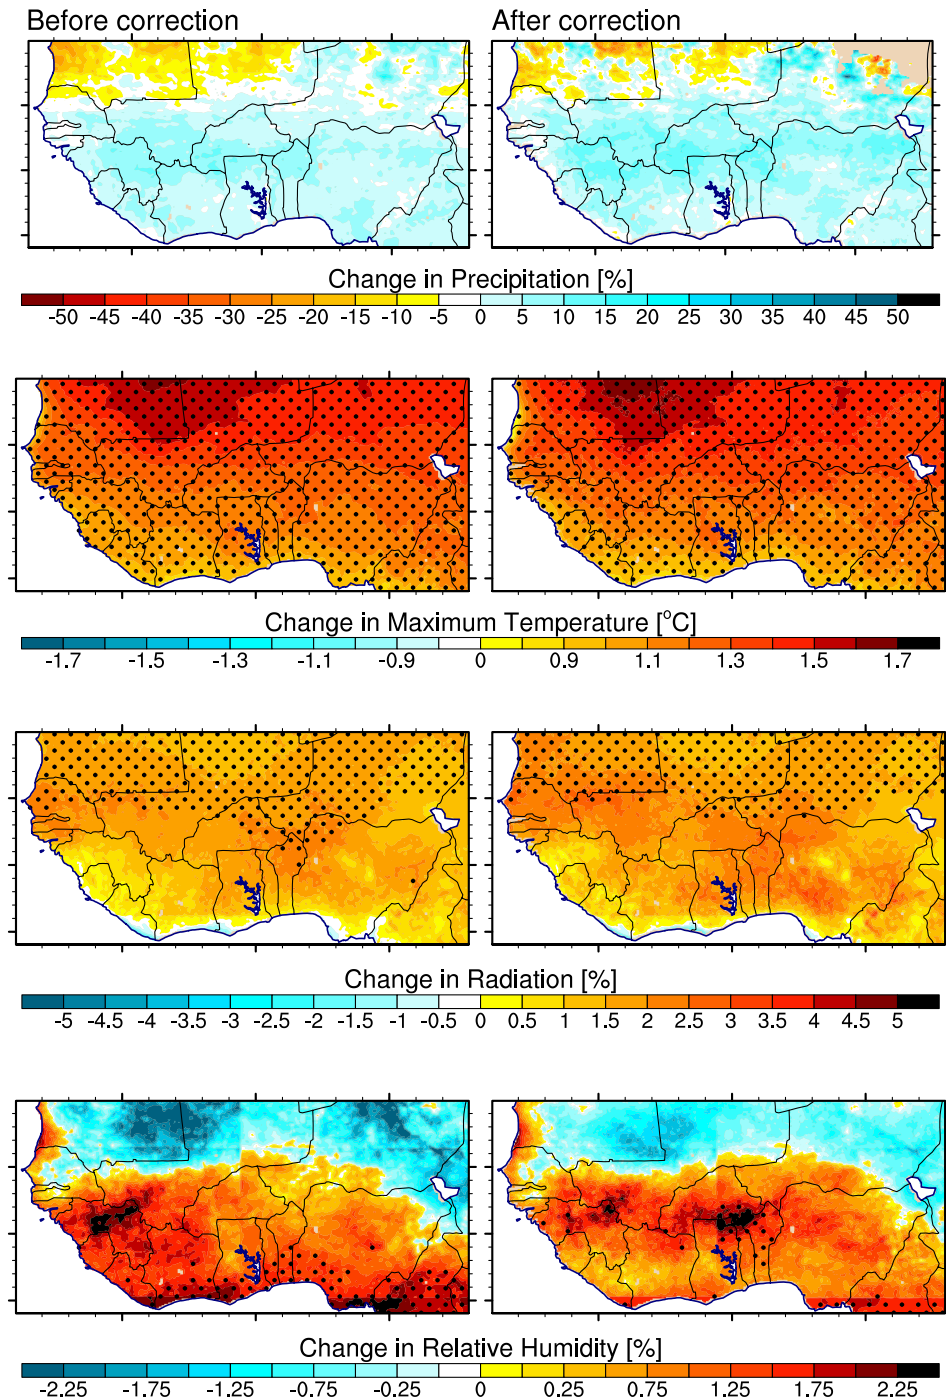 Before correction After correction
Change in Precipitation [%]
-50 -45 -40 -35 -30 -25 -20 -15 -10 -5 0 5 10 15 20 25 30 35 40 45 50
Change in Maximum Temperature [°C]
-1.7 -1.5 -1.3 -1.1 -0.9 0 0.9 1.1 1.3 1.5 1.7
Change in Radiation [%]
-5 -4.5 -4 -3.5 -3 -2.5 -2 -1.5 -1 -0.5 0 0.5 1 1.5 2 2.5 3 3.5 4 4.5 5
Change in Relative Humidity [%]
-2.25 -1.75 -1.25 -0.75 -0.25 0 0.25 0.75 1.25 1.75 2.25